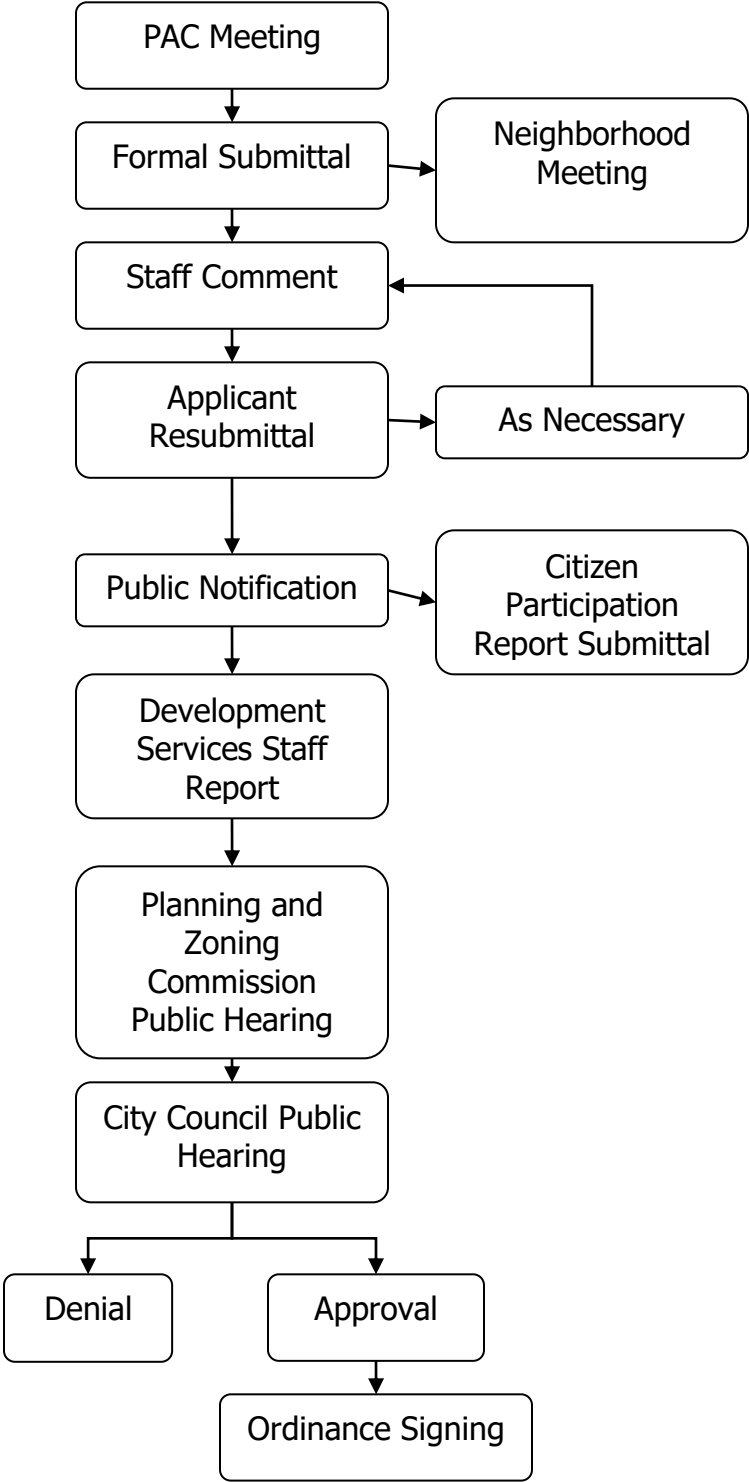 PAC Meeting
Formal Submittal
Neighborhood
Meeting
Staff Comment
Applicant
Resubmittal
As Necessary
Public Notification
Citizen
Participation
Report Submittal
Development
Services Staff
Report
Planning and
Zoning
Commission
Public Hearing
City Council Public
Hearing
Denial
Approval
Ordinance Signing